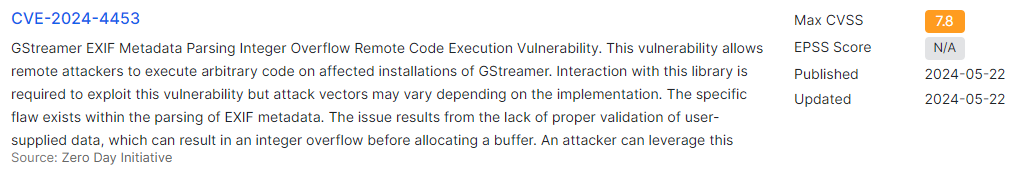 CVE-2024-4453
GStreamer EXIF Metadata Parsing Integer Overflow Remote Code Execution Vulnerability. This vulnerability allows
remote attackers to execute arbitrary code on affected installations of GStreamer. Interaction with this library is
required to exploit this vulnerability but attack vectors may vary depending on the implementation. The specific
flaw exists within the parsing of EXIF metadata. The issue results from the lack of proper validation of user-
supplied data, which can result in an integer overflow before allocating a buffer. An attacker can leverage this
Source: Zero Day Initiative
Max CVSS 7.8
EPSS Score N/A
Published 2024-05-22
Updated 2024-05-22